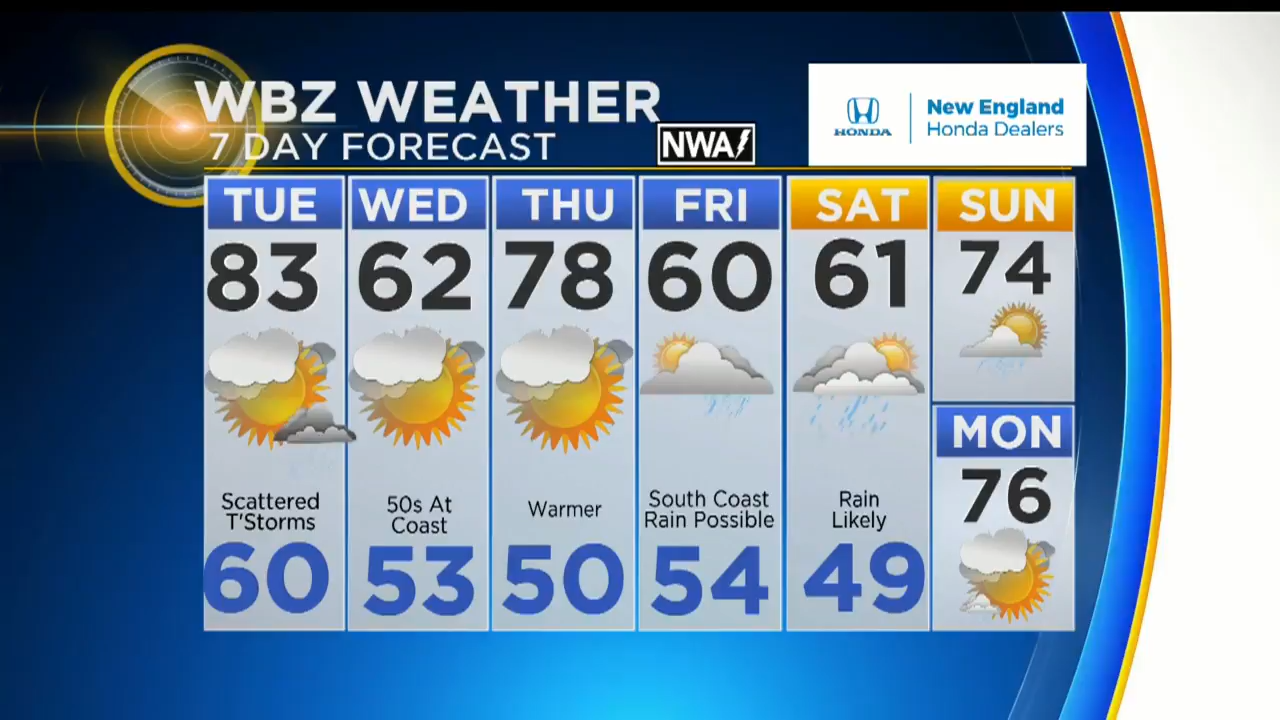 WBZ WEATHER
7 DAY FORECAST
NWA
HONDA
New England
Honda Dealers
TUE
83
Scattered
T'Storms
60
WED
62
50s At
Coast
53
THU
78
Warmer
50
FRI
60
South Coast
Rain Possible
54
SAT
61
Rain
Likely
49
SUN
74
MON
76